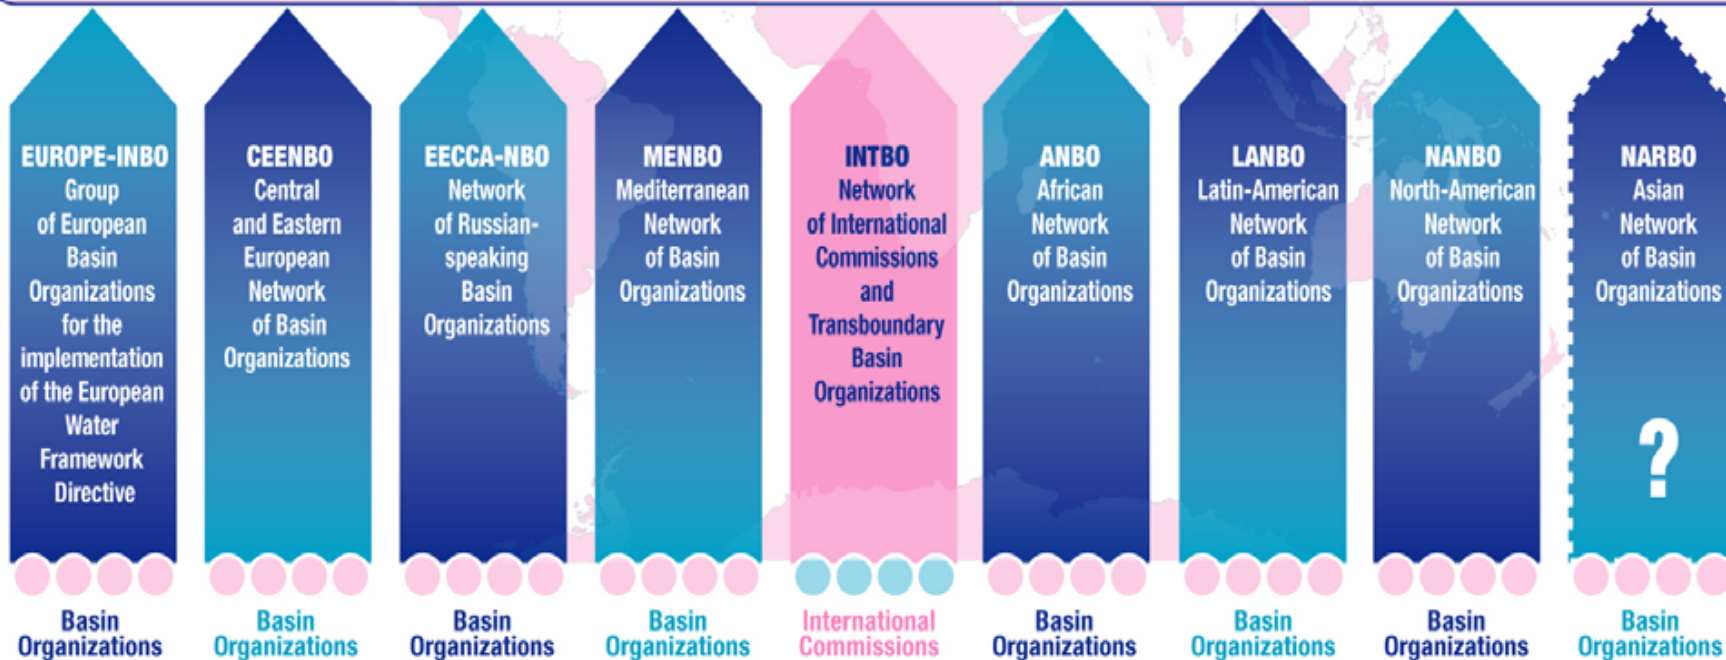 EUROPE-INBO
Group
of European
Basin
Organizations
for the
implementation
of the European
Water
Framework
Directive
Basin
Organizations
CEENBO
Central
and Eastern
European
Network
of Basin
Organizations
Basin
Organizations
EECCA-NBO
Network
of Russian-
speaking
Basin
Organizations
Basin
Organizations
MENBO
Mediterranean
Network
of Basin
Organizations
Basin
Organizations
INTBO
Network
of International
Commissions
and
Transboundary
Basin
Organizations
International
Commissions
ANBO
African
Network
of Basin
Organizations
Basin
Organizations
LANBO
Latin-American
Network
of Basin
Organizations
Basin
Organizations
NANBO
North-American
Network
of Basin
Organizations
Basin
Organizations
NARBO
Asian
Network
of Basin
Organizations
?
Basin
Organizations